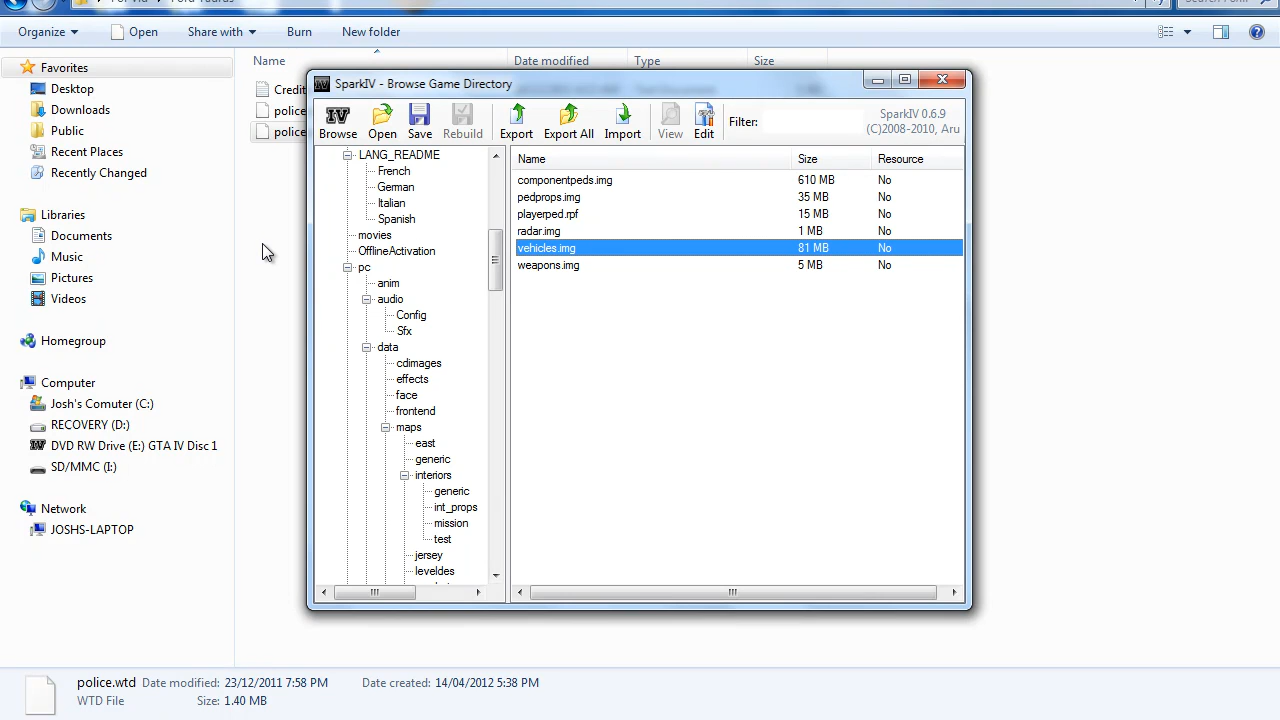 Organize Open Share with Burn New folder
Name Date modified Type Size
Favorites
Desktop
Downloads
Public
Recent Places
Recently Changed
Libraries
Documents
Music
Pictures
Videos
Homegroup
Computer
Josh's Comuter (C:)
RECOVERY (D:)
DVD RW Drive (E:) GTA IV Disc 1
SD/MMC (I:)
Network
JOSHS-LAPTOP
Credit
police
police
SparkIV - Browse Game Directory
Browse Open Save Rebuild Export Export All Import View Edit Filter:
SparkIV 0.6.9
(C)2008-2010, Aru
LANG_README
French
German
Italian
Spanish
movies
OfflineActivation
pc
anim
audio
Config
Sfx
data
cdimages
effects
face
frontend
maps
east
generic
interiors
generic
int_props
mission
test
jersey
leveldes
Name Size Resource
componentpeds.img 610 MB No
pedprops.img 35 MB No
playerped.rpf 15 MB No
radar.img 1 MB No
vehicles.img 81 MB No
weapons.img 5 MB No
police.wtd Date modified: 23/12/2011 7:58 PM Date created: 14/04/2012 5:38 PM
WTD File Size: 1.40 MB